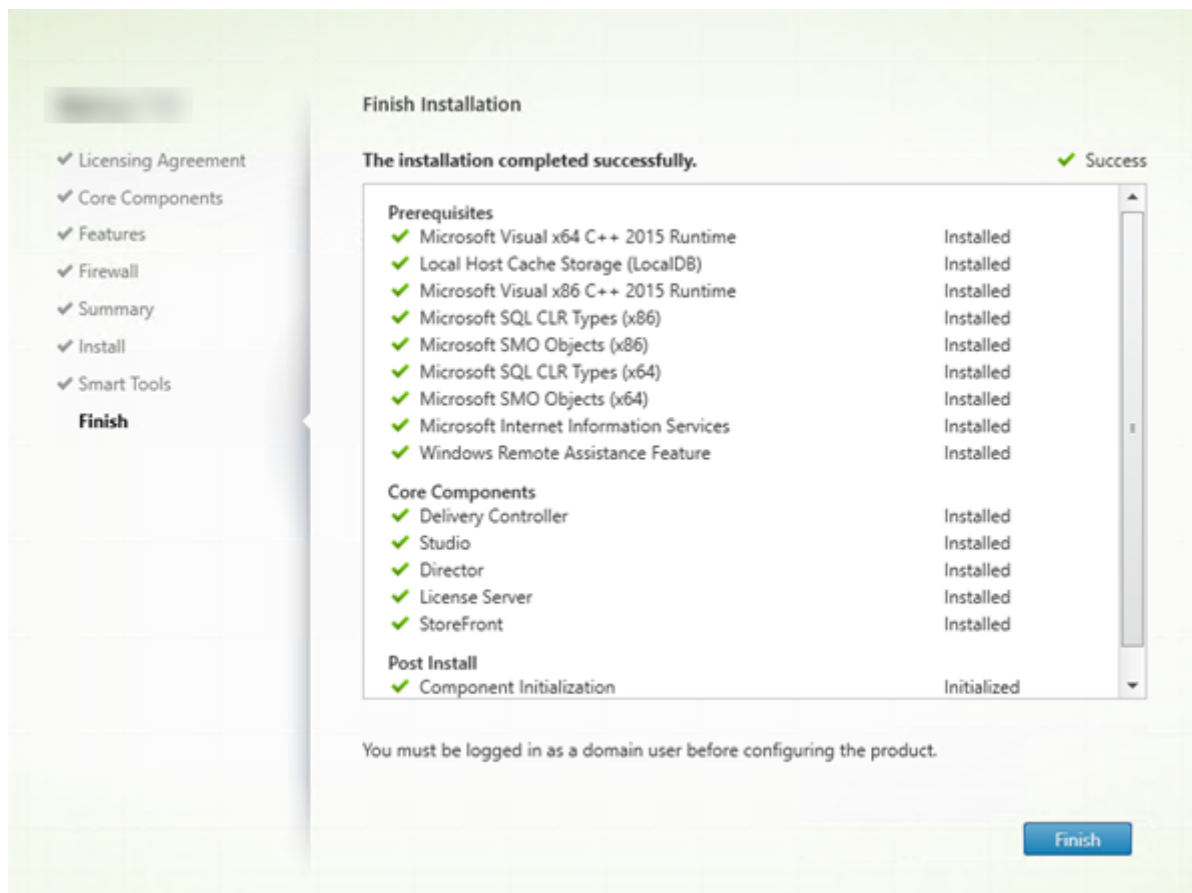 Licensing Agreement
Core Components
Features
Firewall
Summary
Install
Smart Tools
Finish
Finish Installation
The installation completed successfully.
Success
Prerequisites
Microsoft Visual x64 C++ 2015 Runtime Installed
Local Host Cache Storage (LocalDB) Installed
Microsoft Visual x86 C++ 2015 Runtime Installed
Microsoft SQL CLR Types (x86) Installed
Microsoft SMO Objects (x86) Installed
Microsoft SQL CLR Types (x64) Installed
Microsoft SMO Objects (x64) Installed
Microsoft Internet Information Services Installed
Windows Remote Assistance Feature Installed
Core Components
Delivery Controller Installed
Studio Installed
Director Installed
License Server Installed
StoreFront Installed
Post Install
Component Initialization Initialized
You must be logged in as a domain user before configuring the product.
Finish